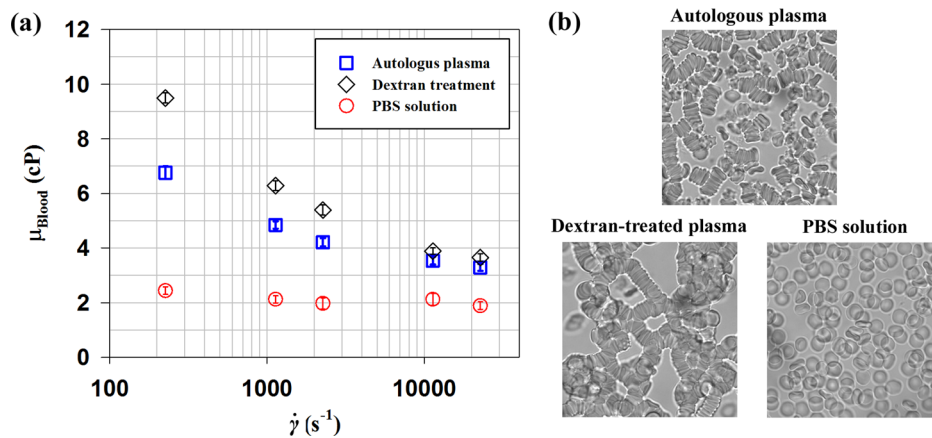 (a)
12
10
8
6
4
2
0
μBlood (cP)
100
1000
10000
γ̇ (s⁻¹)
Autologus plasma
Dextran treatment
PBS solution
(b)
Autologous plasma
Dextran-treated plasma
PBS solution